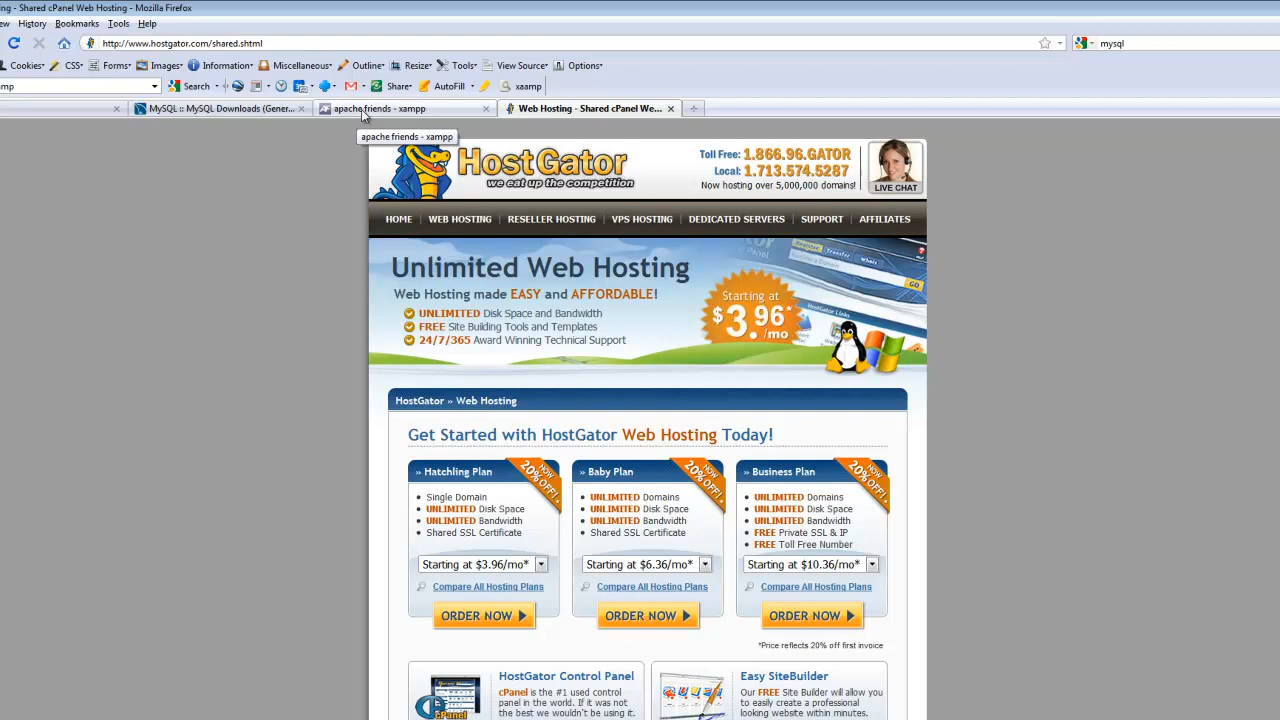 ng - Shared cPanel Web Hosting - Mozilla Firefox
ew History Bookmarks Tools Help
http://www.hostgator.com/shared.shtml
mysql
Cookies CSS Forms Images Information Miscellaneous Outline Resize Tools View Source Options
mp Search Share AutoFill xaamp
MySQL :: MySQL Downloads (Gener... apache friends - xampp Web Hosting - Shared cPanel We...
apache friends - xampp
HostGator
we eat up the competition
Toll Free: 1.866.96.GATOR
Local: 1.713.574.5287
Now hosting over 5,000,000 domains!
LIVE CHAT
HOME WEB HOSTING RESELLER HOSTING VPS HOSTING DEDICATED SERVERS SUPPORT AFFILIATES
Unlimited Web Hosting
Web Hosting made EASY and AFFORDABLE!
UNLIMITED Disk Space and Bandwidth
FREE Site Building Tools and Templates
24/7/365 Award Winning Technical Support
Starting at
$3.96*/mo
Register Transfer Whois
GO
HostGator Links
HostGator » Web Hosting
Get Started with HostGator Web Hosting Today!
» Hatchling Plan
NOW 20% OFF!
• Single Domain
• UNLIMITED Disk Space
• UNLIMITED Bandwidth
• Shared SSL Certificate
Starting at $3.96/mo*
Compare All Hosting Plans
ORDER NOW
» Baby Plan
NOW 20% OFF!
• UNLIMITED Domains
• UNLIMITED Disk Space
• UNLIMITED Bandwidth
• Shared SSL Certificate
Starting at $6.36/mo*
Compare All Hosting Plans
ORDER NOW
» Business Plan
NOW 20% OFF!
• UNLIMITED Domains
• UNLIMITED Disk Space
• UNLIMITED Bandwidth
• FREE Private SSL & IP
• FREE Toll Free Number
Starting at $10.36/mo*
Compare All Hosting Plans
ORDER NOW
*Price reflects 20% off first invoice
cPanel
HostGator Control Panel
cPanel is the #1 used control
panel in the world. If it was not
the best we wouldn't be using it.
Easy SiteBuilder
Our FREE Site Builder will allow you
to easily create a professional
looking website within minutes.